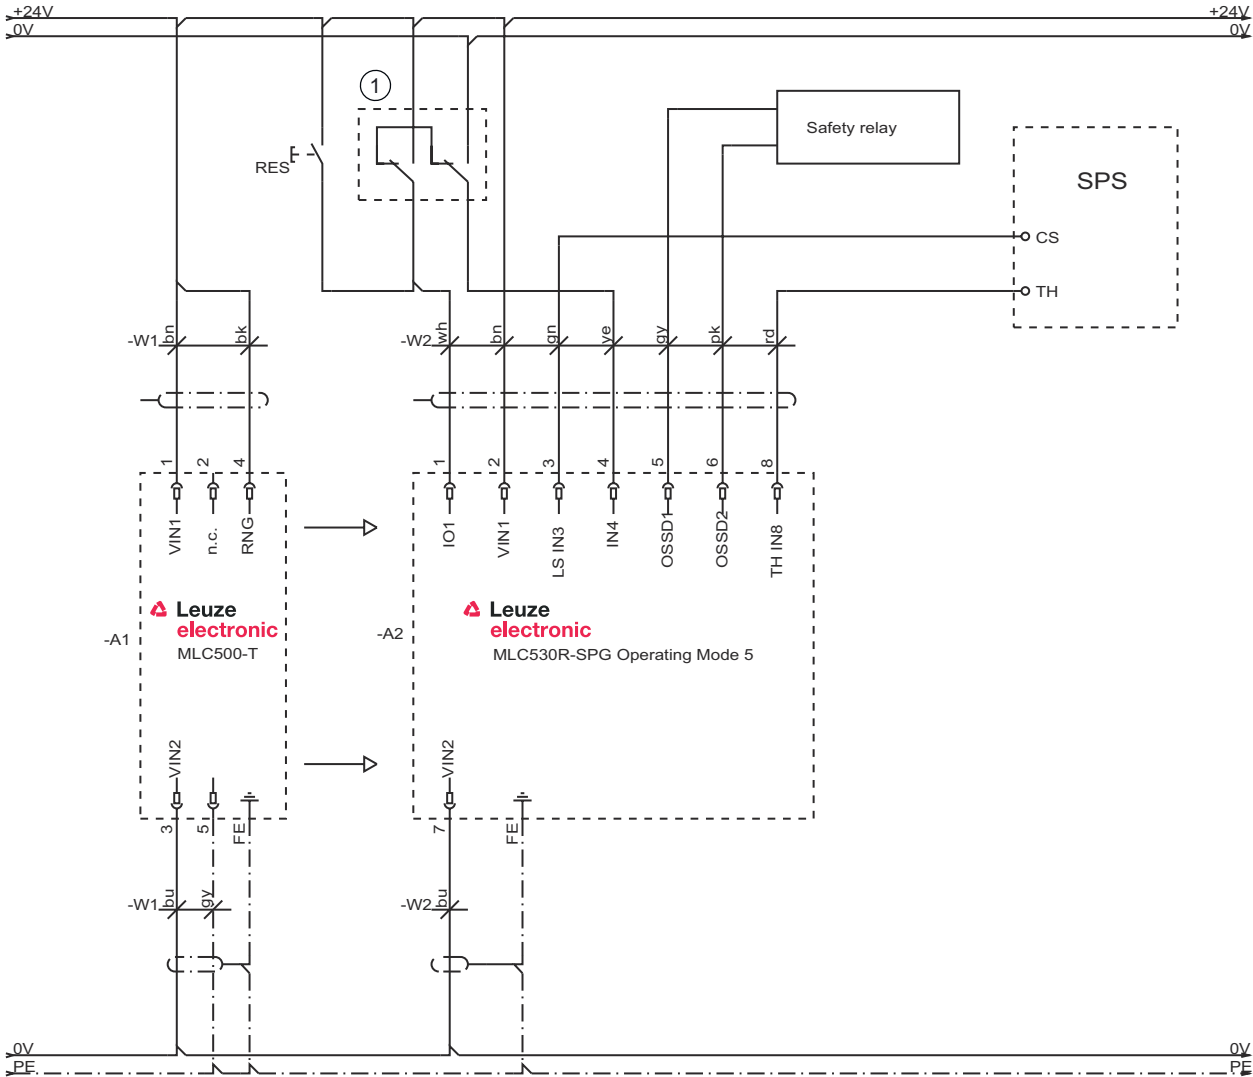 +24V
+24V
0V
0V
1
RES
Safety relay
SPS
CS
TH
-W1
bn
bk
-W2
wh
bn
gn
ye
gy
pk
rd
1
2
4
1
2
3
4
5
6
8
VIN1
n.c.
RNG
IO1
VIN1
LS IN3
IN4
OSSD1
OSSD2
TH IN8
Leuze
electronic
MLC500-T
Leuze
electronic
MLC530R-SPG Operating Mode 5
-A1
-A2
VIN2
VIN2
3
5
FE
7
FE
-W1
bu
gy
-W2
bu
0V
0V
PE
PE